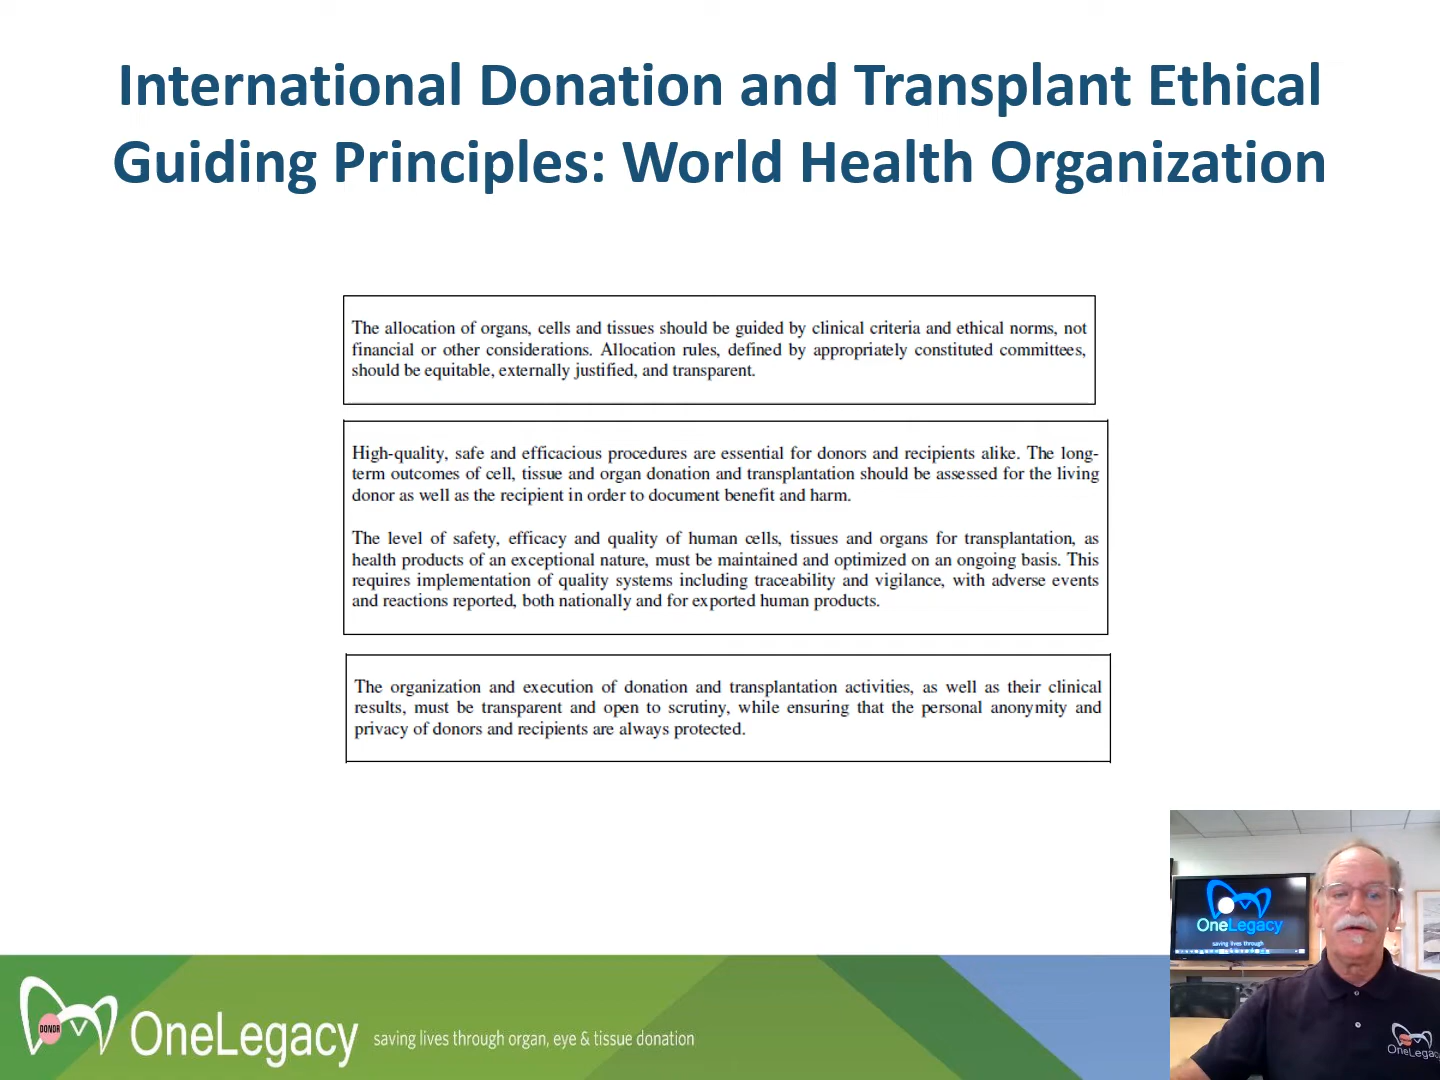 International Donation and Transplant Ethical
Guiding Principles: World Health Organization
The allocation of organs, cells and tissues should be guided by clinical criteria and ethical norms, not
financial or other considerations. Allocation rules, defined by appropriately constituted committees,
should be equitable, externally justified, and transparent.
High-quality, safe and efficacious procedures are essential for donors and recipients alike. The long-
term outcomes of cell, tissue and organ donation and transplantation should be assessed for the living
donor as well as the recipient in order to document benefit and harm.
The level of safety, efficacy and quality of human cells, tissues and organs for transplantation, as
health products of an exceptional nature, must be maintained and optimized on an ongoing basis. This
requires implementation of quality systems including traceability and vigilance, with adverse events
and reactions reported, both nationally and for exported human products.
The organization and execution of donation and transplantation activities, as well as their clinical
results, must be transparent and open to scrutiny, while ensuring that the personal anonymity and
privacy of donors and recipients are always protected.
OneLegacy
saving lives through
DONOR
OneLegacy saving lives through organ, eye & tissue donation
OneLegac